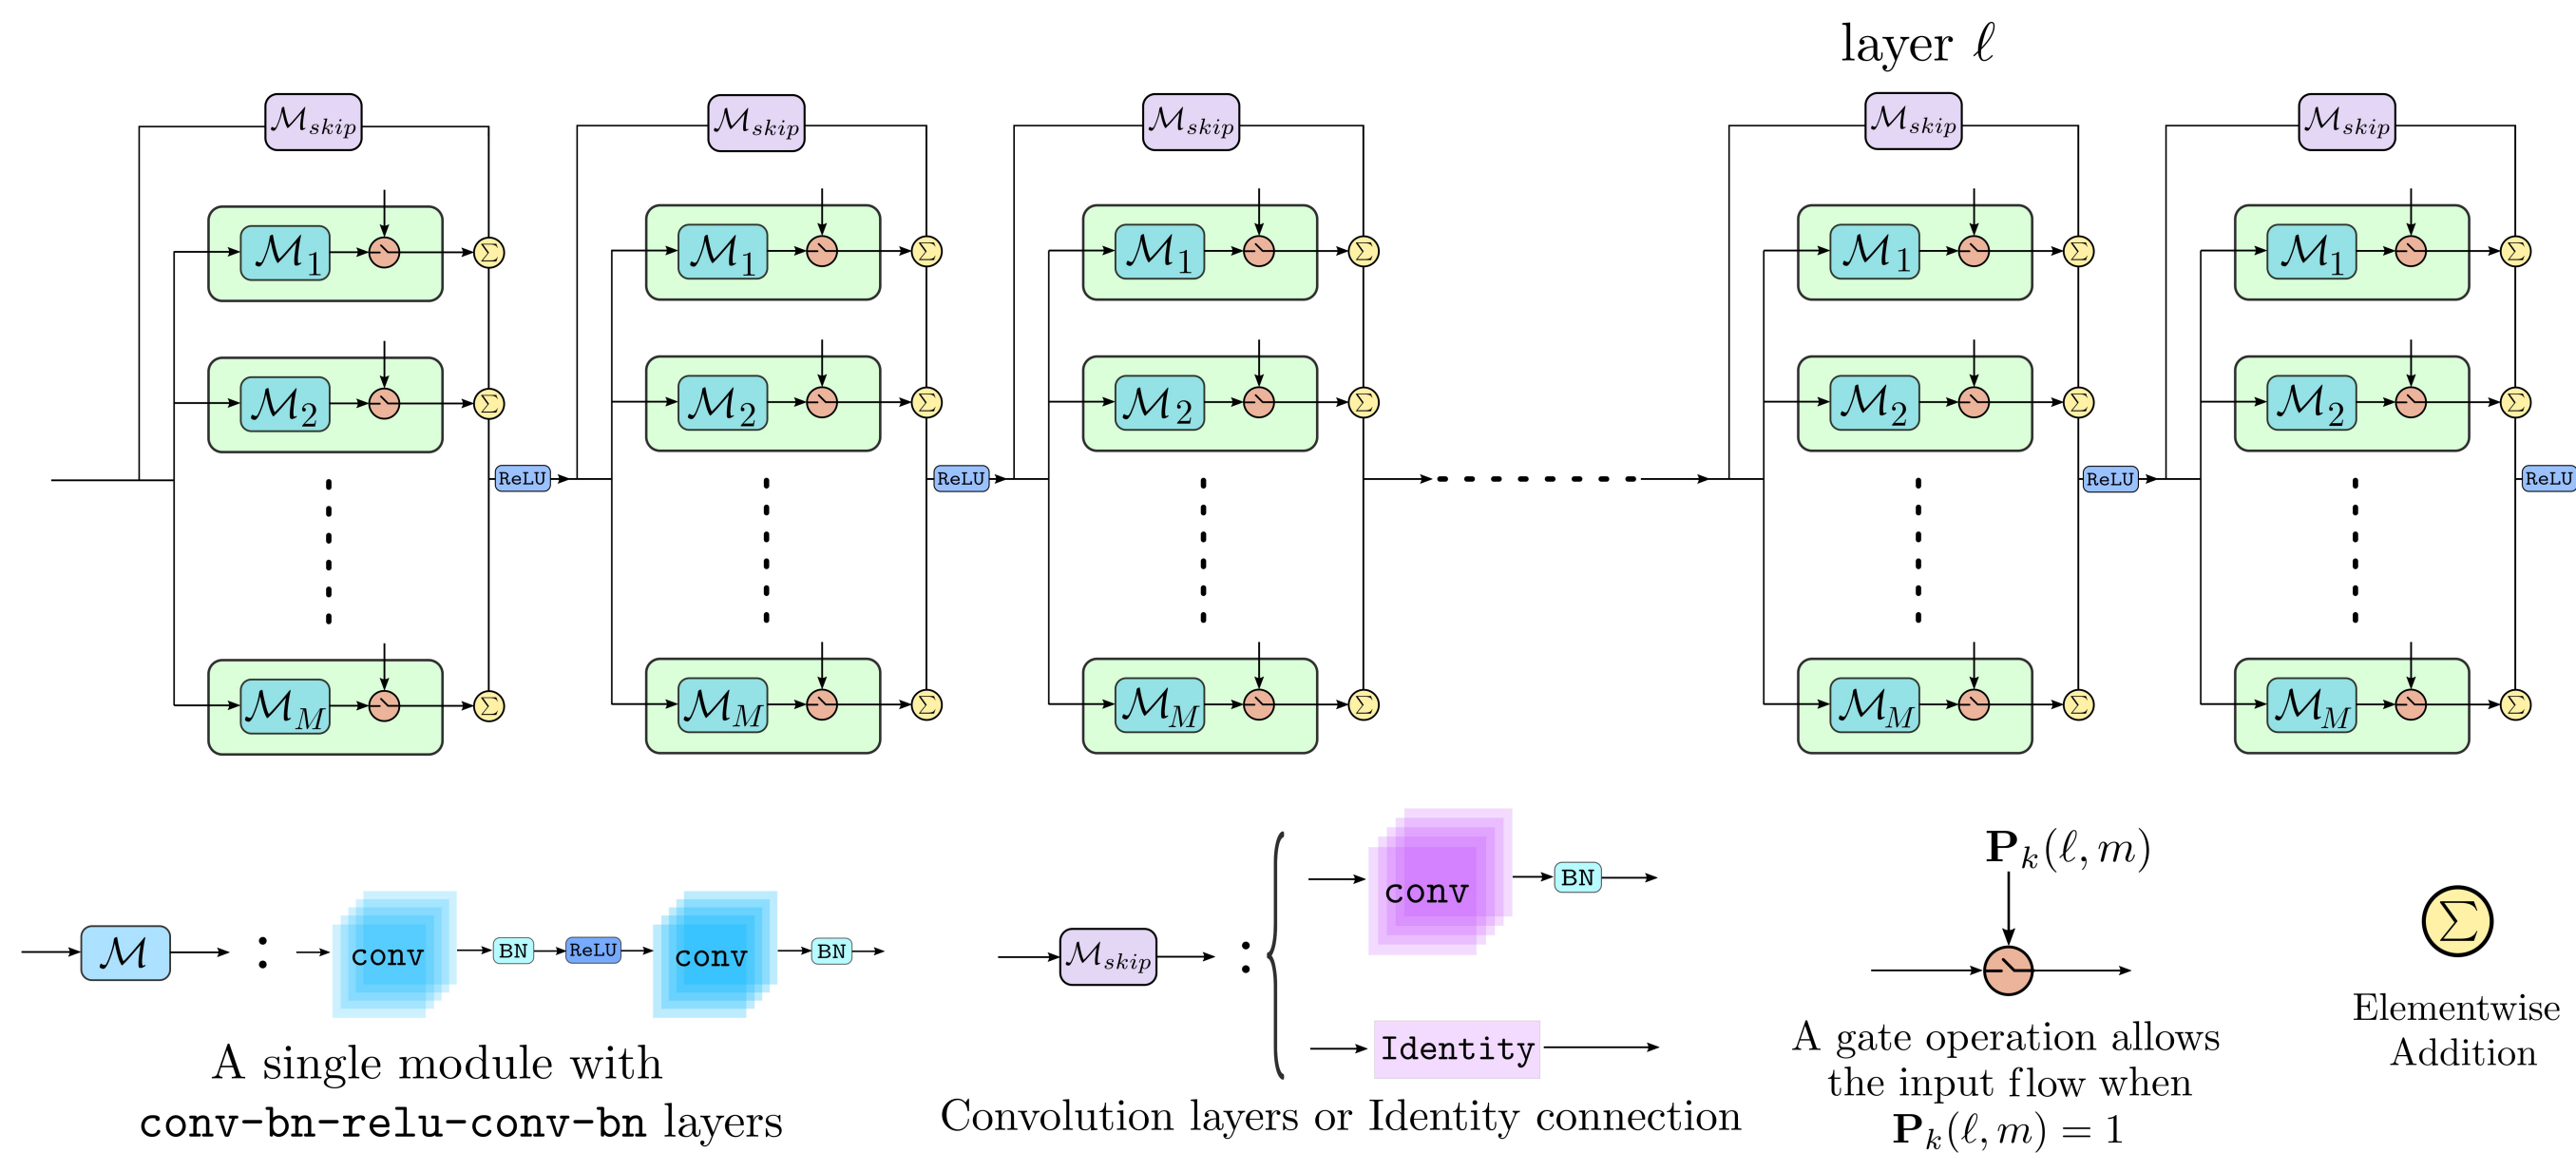 layer ℓ
ℳskip ℳskip ℳskip ℳskip ℳskip
ℳ1 Σ ℳ1 Σ ℳ1 Σ ℳ1 Σ ℳ1 Σ
ℳ2 Σ ℳ2 Σ ℳ2 Σ ℳ2 Σ ℳ2 Σ
ReLU ReLU ReLU ReLU
ℳM Σ ℳM Σ ℳM Σ ℳM Σ ℳM Σ
ℳ : conv BN ReLU conv BN
A single module with
conv-bn-relu-conv-bn layers
ℳskip : conv BN
Identity
Convolution layers or Identity connection
Pk(ℓ, m)
A gate operation allows
the input flow when
Pk(ℓ, m) = 1
Σ
Elementwise
Addition